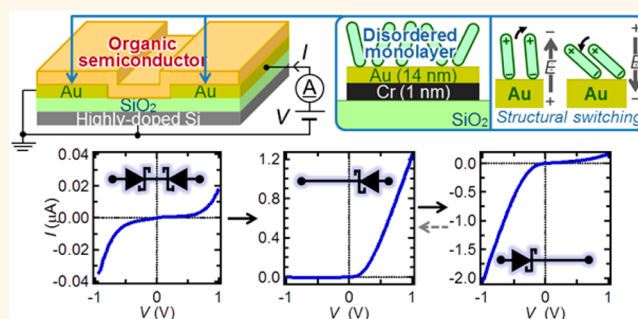 Organic
semiconductor
Au
Au
SiO₂
Highly-doped Si
I
A
V
Disordered
monolayer
Au (14 nm)
Cr (1 nm)
SiO₂
+ + − E +
Au
+ + + E −
Au
Structural switching
I (μA)
0.04
0.02
0.00
-0.02
-0.04
-1 0 1
V (V)
1.2
0.8
0.4
0.0
-1 0 1
V (V)
0.0
-0.5
-1.0
-1.5
-2.0
-1 0 1
V (V)